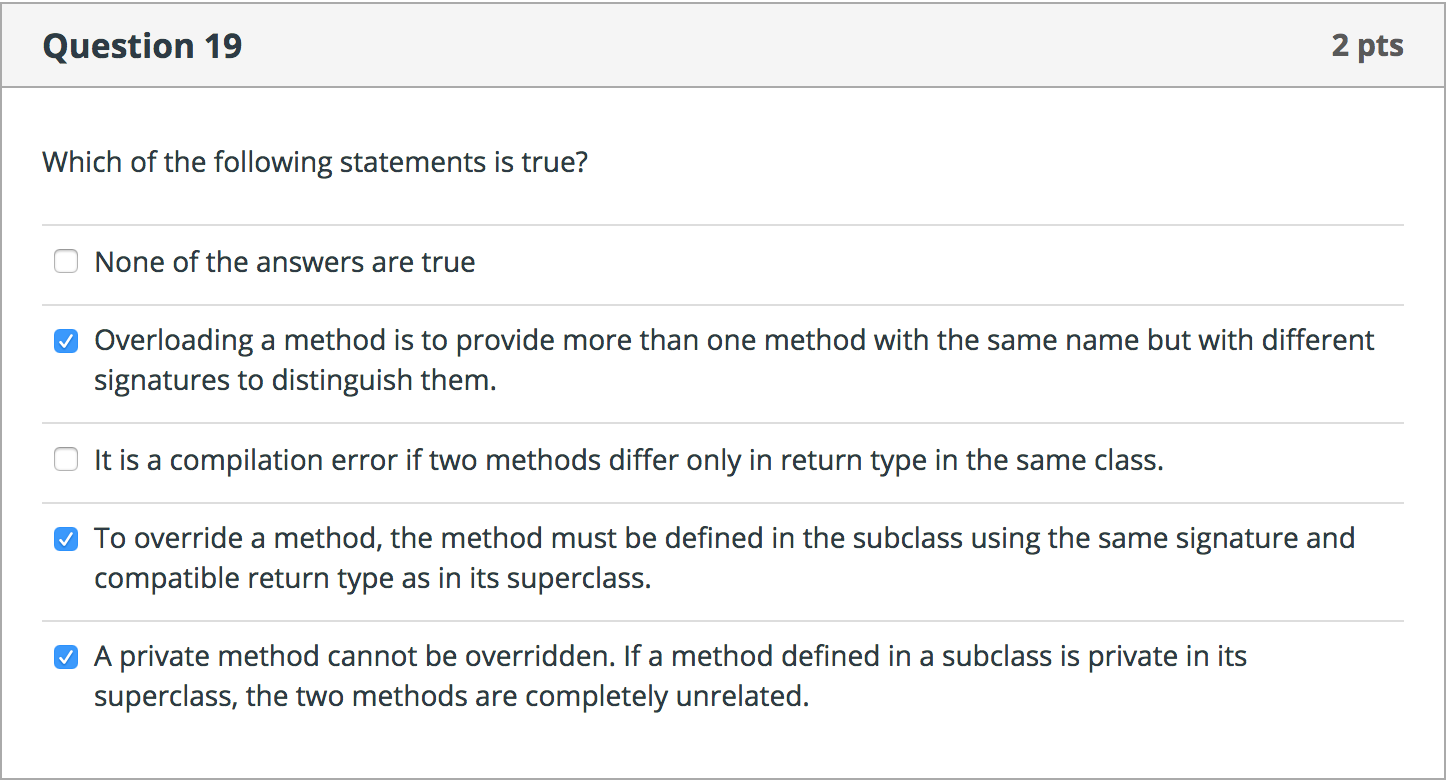 Question 19
2 pts
Which of the following statements is true?
None of the answers are true
Overloading a method is to provide more than one method with the same name but with different
signatures to distinguish them.
It is a compilation error if two methods differ only in return type in the same class.
To override a method, the method must be defined in the subclass using the same signature and
compatible return type as in its superclass.
A private method cannot be overridden. If a method defined in a subclass is private in its
superclass, the two methods are completely unrelated.